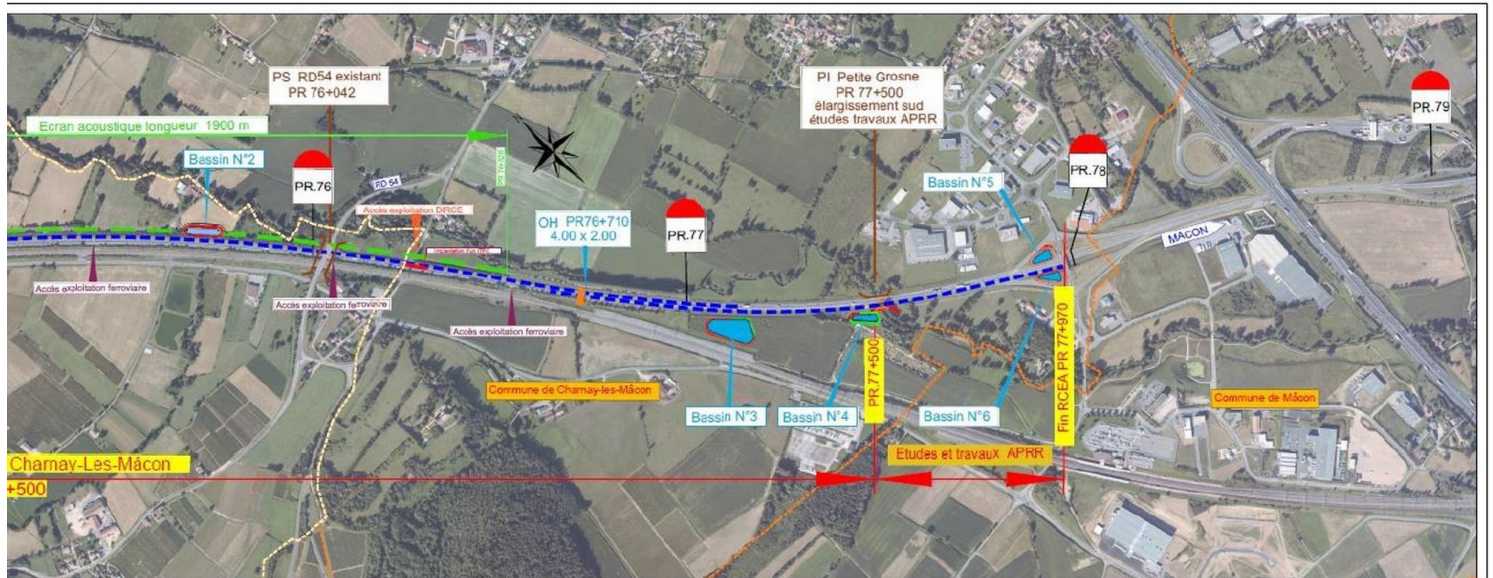 PS RD54 existant
PR 76+042
PI Petite Grosne
PR 77+500
élargissement sud
études travaux APRR
PR.79
Ecran acoustique longueur 1900 m
Bassin N°2
PR.76
RD 54
PR.78
Bassin N°5
Accès exploitation DIRCE
OH PR76+710
4.00 x 2.00
PR.77
MACON
Accès exploitation ferroviaire
Accès exploitation ferroviaire
Accès exploitation ferroviaire
Commune de Charnay-les-Mâcon
Commune de Mâcon
Bassin N°3
Bassin N°4
PR.77+500
Bassin N°6
Fin RCEA PR 77+970
Charnay-Les-Mâcon
+500
Etudes et travaux APRR